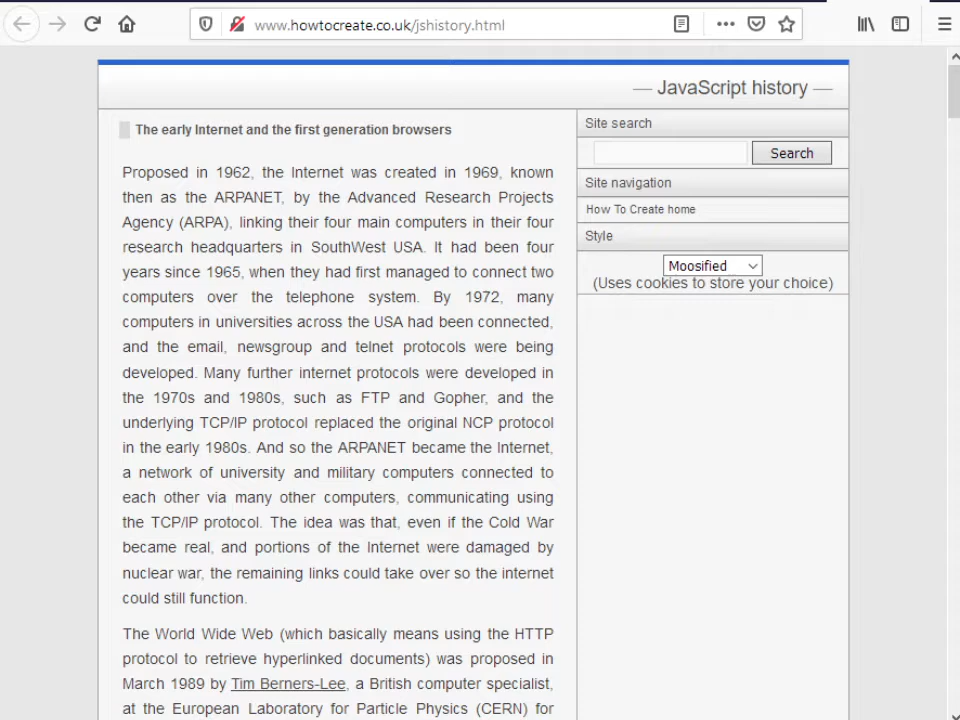 www.howtocreate.co.uk/jshistory.html
— JavaScript history —
The early Internet and the first generation browsers
Proposed in 1962, the Internet was created in 1969, known
then as the ARPANET, by the Advanced Research Projects
Agency (ARPA), linking their four main computers in their four
research headquarters in SouthWest USA. It had been four
years since 1965, when they had first managed to connect two
computers over the telephone system. By 1972, many
computers in universities across the USA had been connected,
and the email, newsgroup and telnet protocols were being
developed. Many further internet protocols were developed in
the 1970s and 1980s, such as FTP and Gopher, and the
underlying TCP/IP protocol replaced the original NCP protocol
in the early 1980s. And so the ARPANET became the Internet,
a network of university and military computers connected to
each other via many other computers, communicating using
the TCP/IP protocol. The idea was that, even if the Cold War
became real, and portions of the Internet were damaged by
nuclear war, the remaining links could take over so the internet
could still function.
The World Wide Web (which basically means using the HTTP
protocol to retrieve hyperlinked documents) was proposed in
March 1989 by Tim Berners-Lee, a British computer specialist,
at the European Laboratory for Particle Physics (CERN) for
Site search
Search
Site navigation
How To Create home
Style
Moosified
(Uses cookies to store your choice)